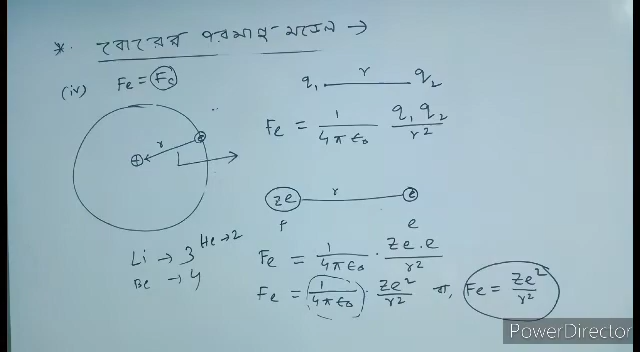 * বোরের পরমাণু মডেল →
(iv) Fe = Fc
q₁ r q₂
Fe = 1/4πε₀ q₁q₂/r²
r e
+
Ze r e
e
Li → 3 He → 2
Be → 4
Fe = 1/4πε₀ · Ze.e/r²
Fe = 1/4πε₀ · Ze²/r² বা, Fe = Ze²/r²
PowerDirector